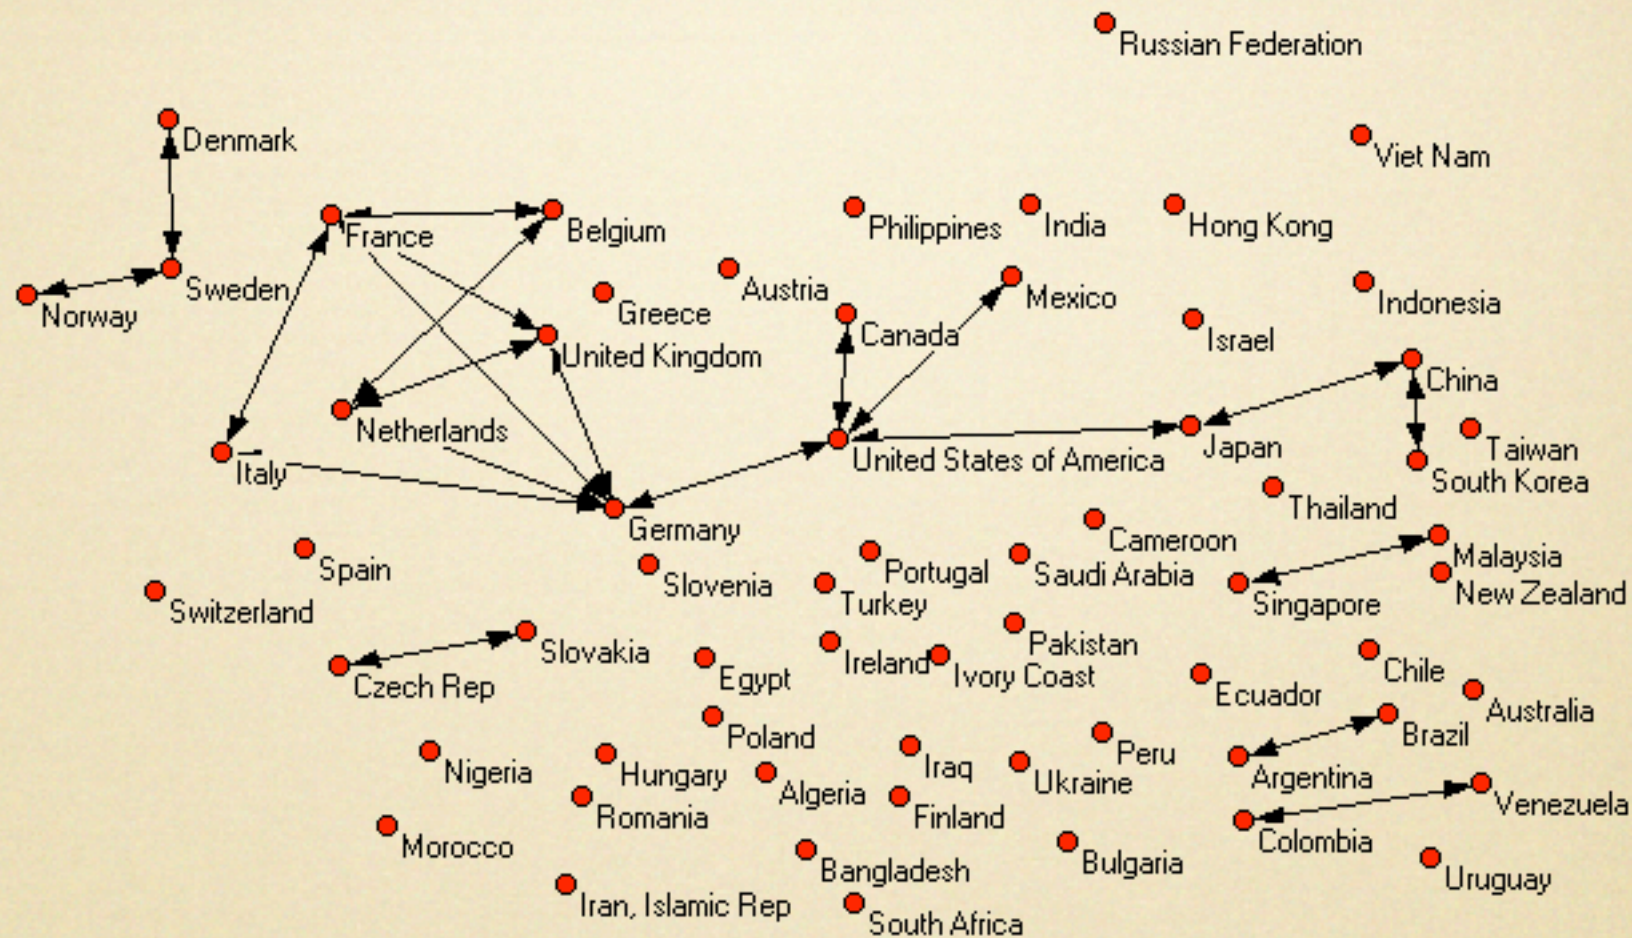 Russian Federation
Denmark
Viet Nam
France
Belgium
Philippines
India
Hong Kong
Sweden
Norway
Greece
Austria
Mexico
Indonesia
Canada
Israel
United Kingdom
China
Netherlands
Italy
United States of America
Japan
Taiwan
South Korea
Germany
Thailand
Cameroon
Malaysia
Spain
Slovenia
Portugal
Saudi Arabia
Turkey
Singapore
New Zealand
Switzerland
Slovakia
Czech Rep
Egypt
Ireland
Ivory Coast
Pakistan
Ecuador
Chile
Australia
Poland
Brazil
Nigeria
Hungary
Iraq
Peru
Ukraine
Argentina
Algeria
Romania
Finland
Venezuela
Colombia
Morocco
Bangladesh
Bulgaria
Uruguay
Iran, Islamic Rep
South Africa